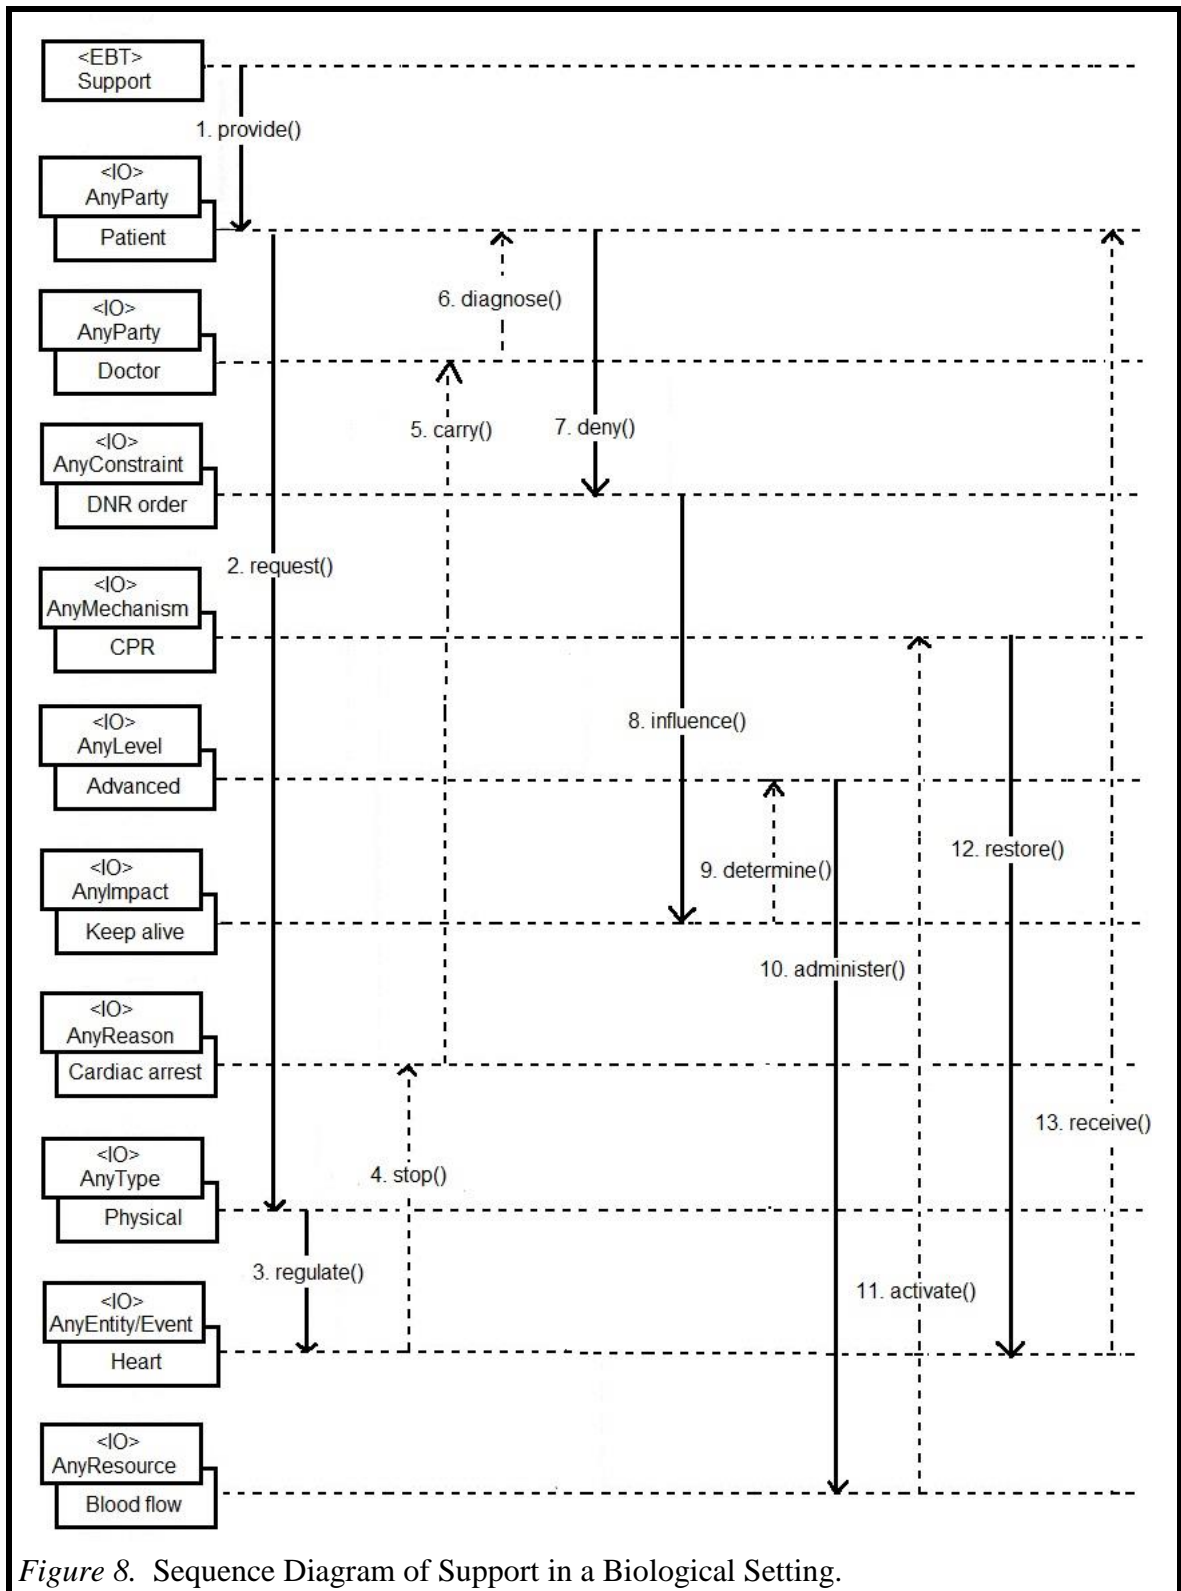 <EBT>
Support
1. provide()
<IO>
AnyParty
Patient
6. diagnose()
<IO>
AnyParty
Doctor
5. carry()
7. deny()
<IO>
AnyConstraint
DNR order
2. request()
<IO>
AnyMechanism
CPR
<IO>
AnyLevel
Advanced
8. influence()
12. restore()
<IO>
AnyImpact
Keep alive
9. determine()
10. administer()
<IO>
AnyReason
Cardiac arrest
13. receive()
<IO>
AnyType
Physical
4. stop()
3. regulate()
11. activate()
<IO>
AnyEntity/Event
Heart
<IO>
AnyResource
Blood flow
Figure 8. Sequence Diagram of Support in a Biological Setting.